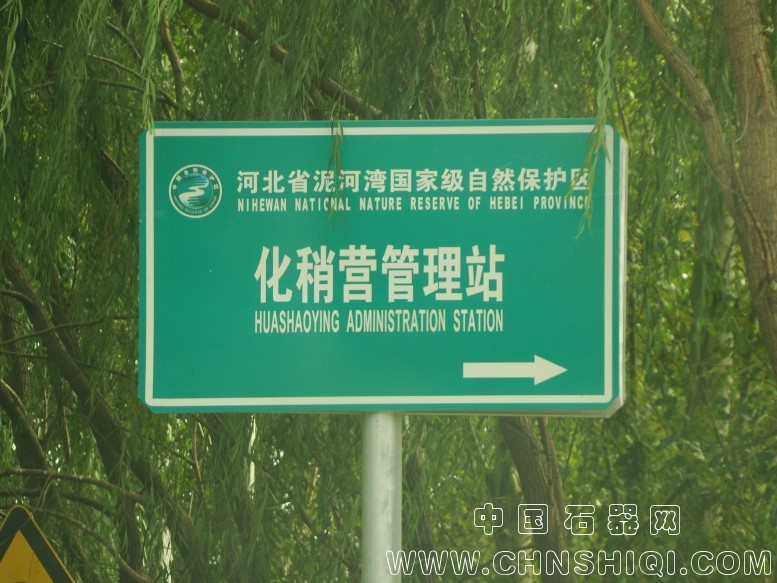 河北省泥河湾国家级自然保护区
NIHEWAN NATIONAL NATURE RESERVE OF HEBEI PROVINCE
化稍营管理站
HUASHAOYING ADMINISTRATION STATION
中国石器网
WWW.CHNSHIQI.COM